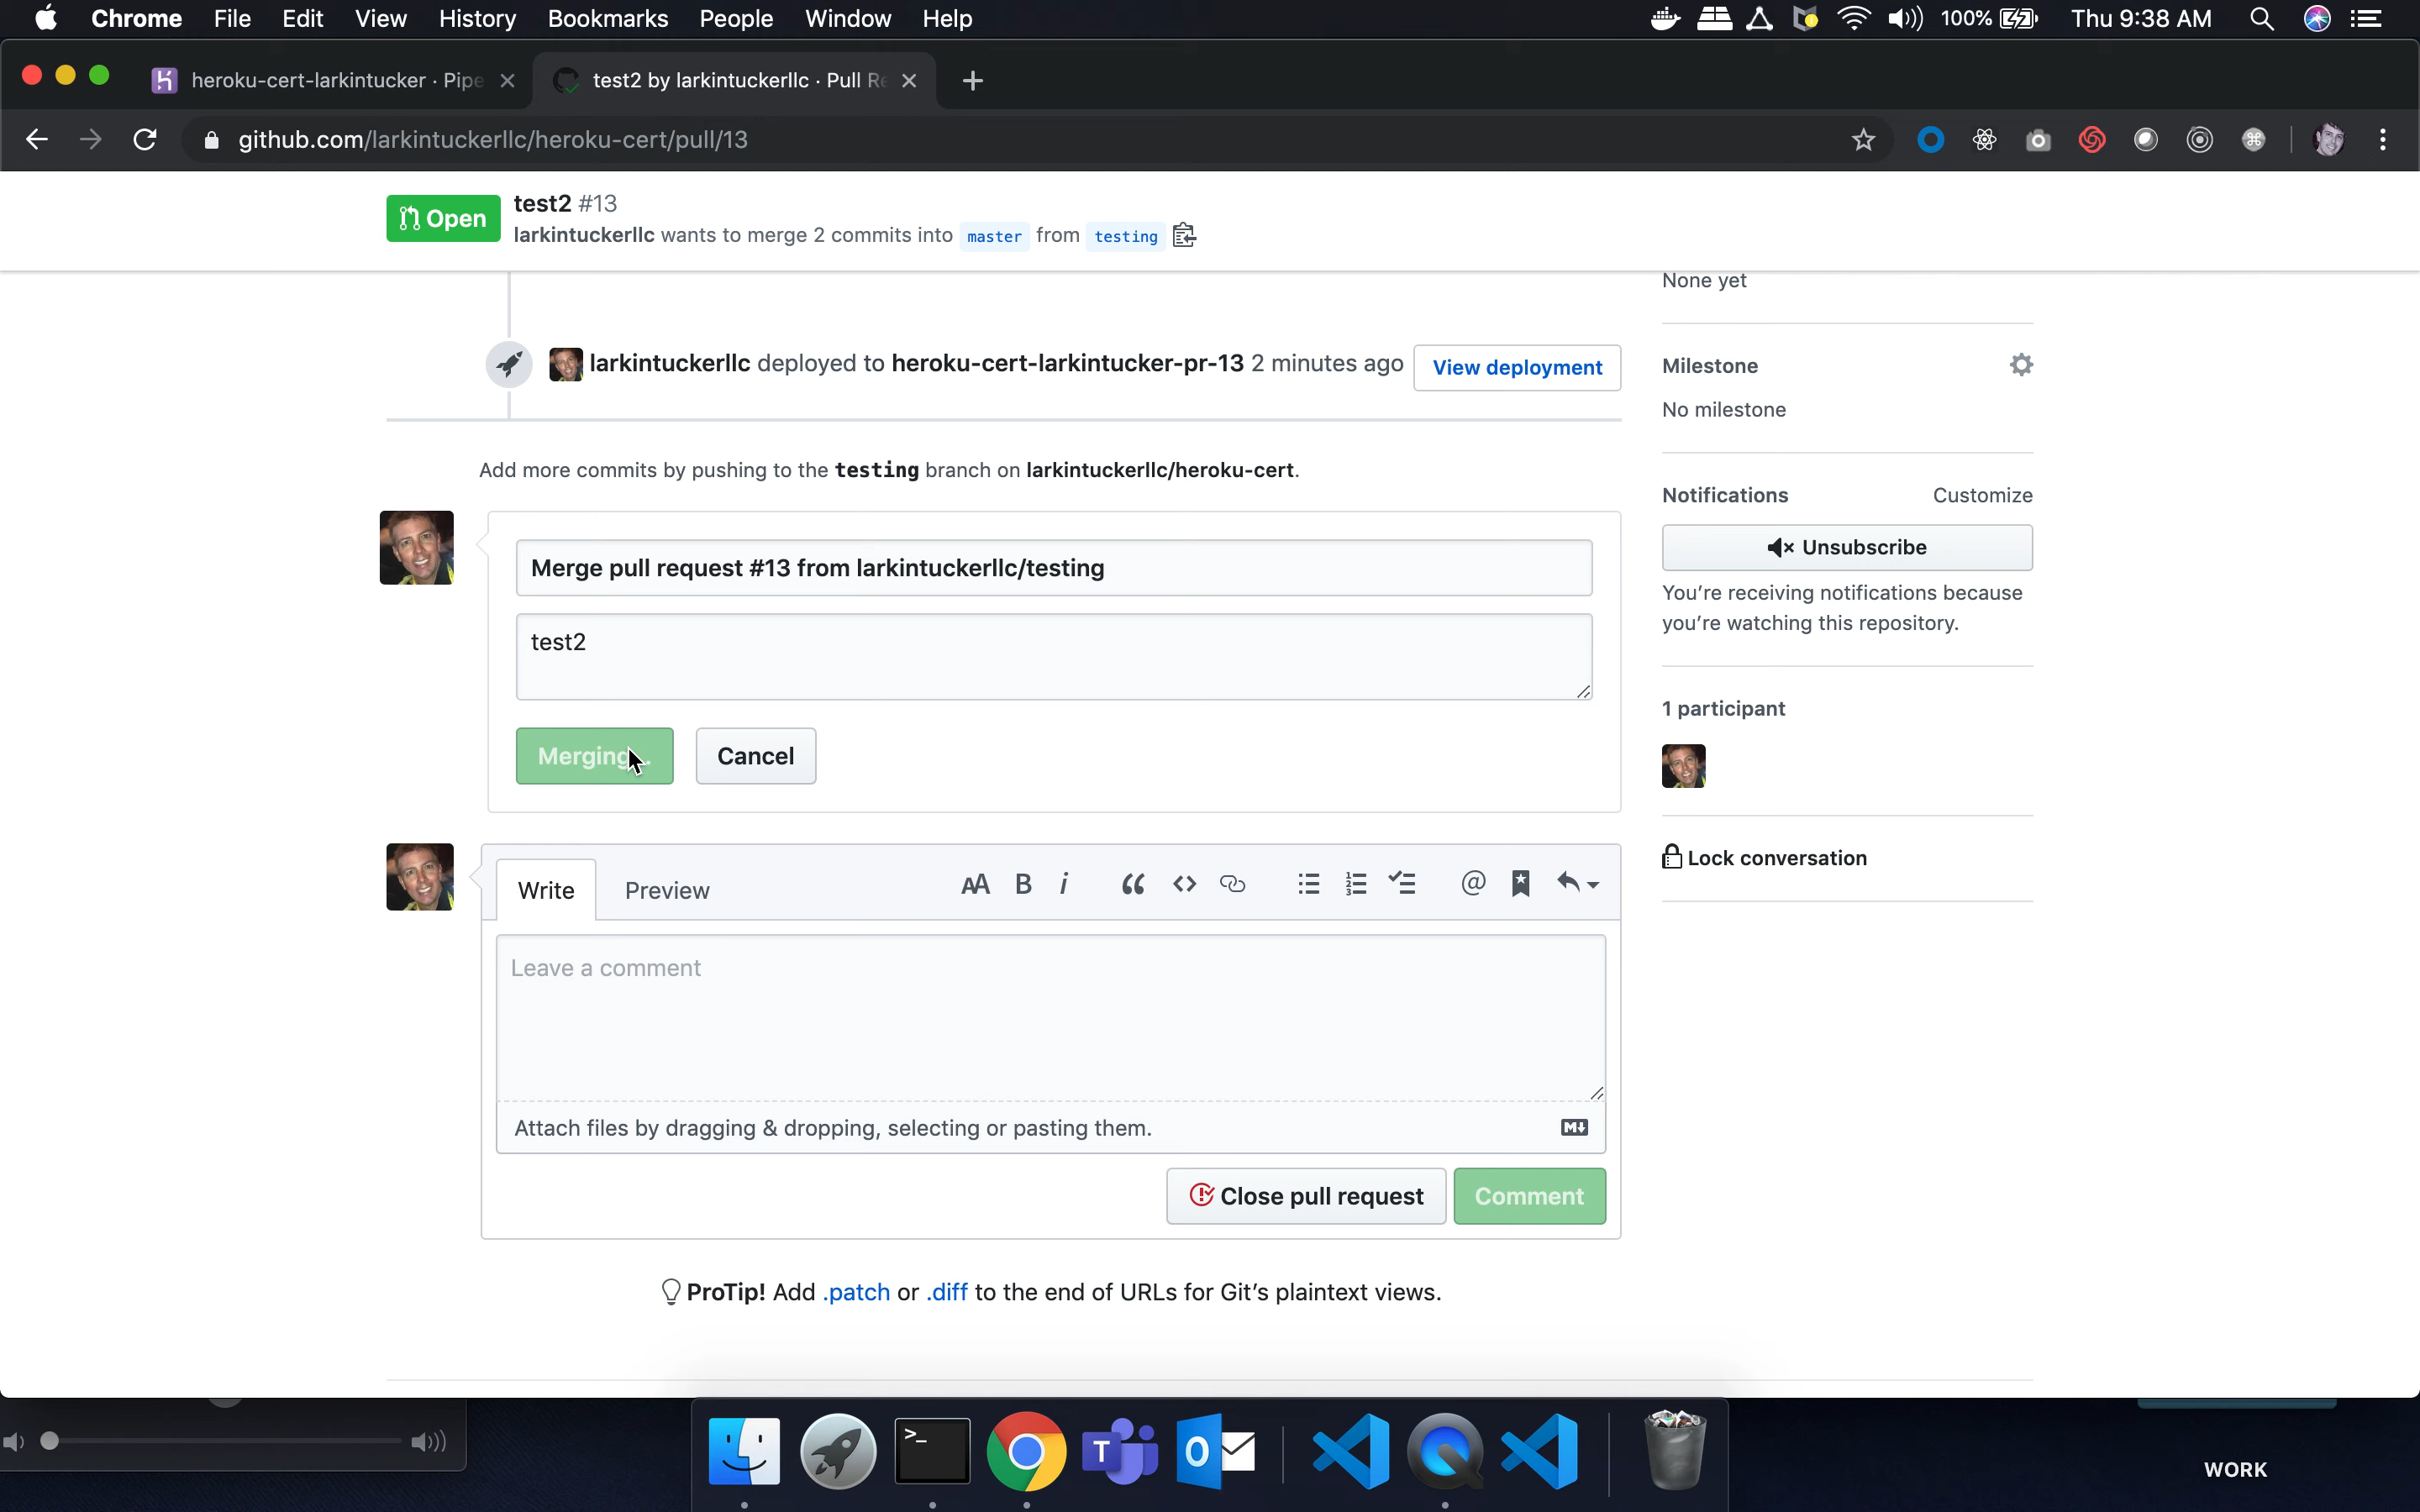 Chrome File Edit View History Bookmarks People Window Help 100% Thu 9:38 AM
heroku-cert-larkintucker · Pipe test2 by larkintuckerllc · Pull Re
github.com/larkintuckerllc/heroku-cert/pull/13
Open
test2 #13
larkintuckerllc wants to merge 2 commits into master from testing
None yet
larkintuckerllc deployed to heroku-cert-larkintucker-pr-13 2 minutes ago View deployment
Milestone
No milestone
Add more commits by pushing to the testing branch on larkintuckerllc/heroku-cert.
Notifications Customize
Unsubscribe
You're receiving notifications because
you're watching this repository.
Merge pull request #13 from larkintuckerllc/testing
test2
Merging Cancel
1 participant
Lock conversation
Write Preview
Leave a comment
Attach files by dragging & dropping, selecting or pasting them.
Close pull request Comment
ProTip! Add .patch or .diff to the end of URLs for Git's plaintext views.
WORK